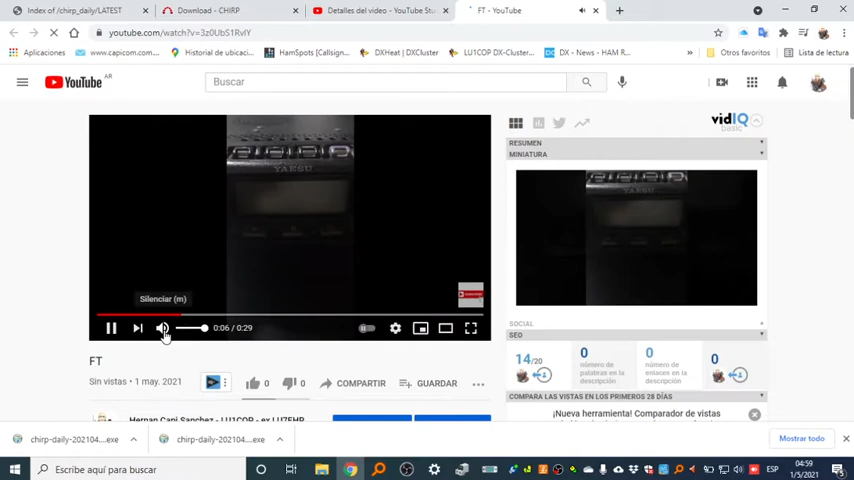 Index of /chirp_daily/LATEST
Download - CHIRP
Detalles del video - YouTube Stu
FT - YouTube
youtube.com/watch?v=3z0UbS1RvIY
Aplicaciones
www.capicom.com...
Historial de ubicaci...
HamSpots [Callsign...
DXHeat | DXCluster
LU1COP DX-Cluster...
DX - News - HAM R...
»
Otros favoritos
Lista de lectura
YouTube
AR
Buscar
vidIQ
basic
RESUMEN
MINIATURA
YAESU
YAESU
Silenciar (m)
0:06 / 0:29
SOCIAL
SEO
FT
Sin vistas • 1 may. 2021
0
0
COMPARTIR
GUARDAR
14/20
0
número de
palabras en la
descripción
0
número de
enlaces en la
descripción
0
COMPARA LAS VISTAS EN LOS PRIMEROS 28 DÍAS
¡Nueva herramienta! Comparador de vistas
Hernan Capi Sanchez - LU1COP - ex LU7EHR
chirp-daily-202104....exe
chirp-daily-202104....exe
Mostrar todo
Escribe aquí para buscar
ESP
04:59
1/5/2021